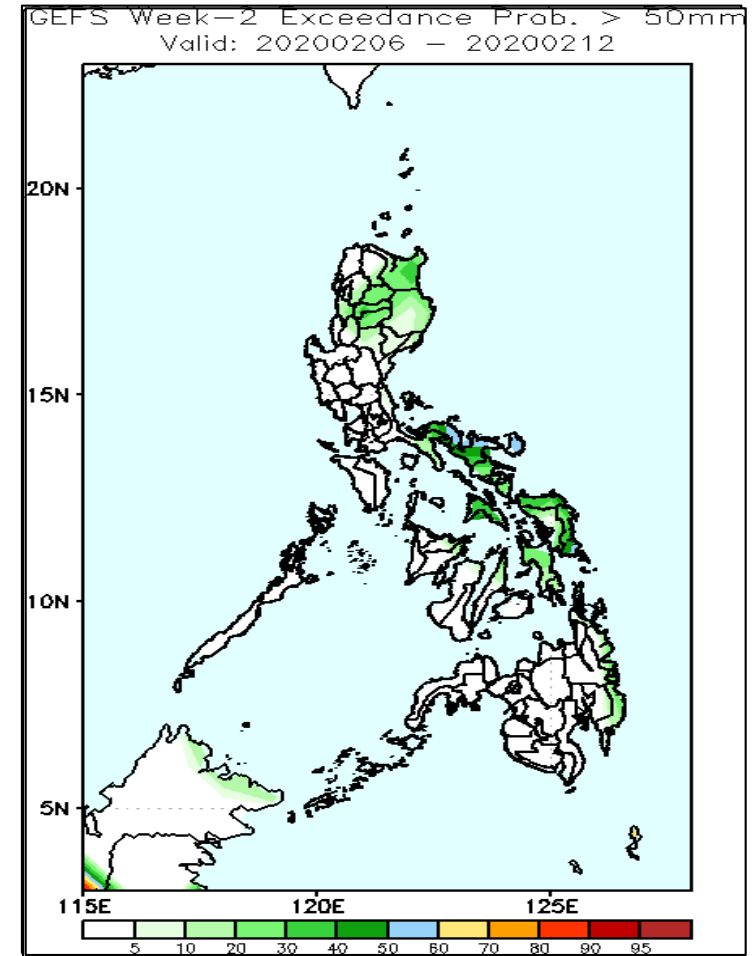 GEFS Week-2 Exceedance Prob. > 50mm
Valid: 20200206 - 20200212
20N
15N
10N
5N
115E 120E 125E
5 10 20 30 40 50 60 70 80 90 95